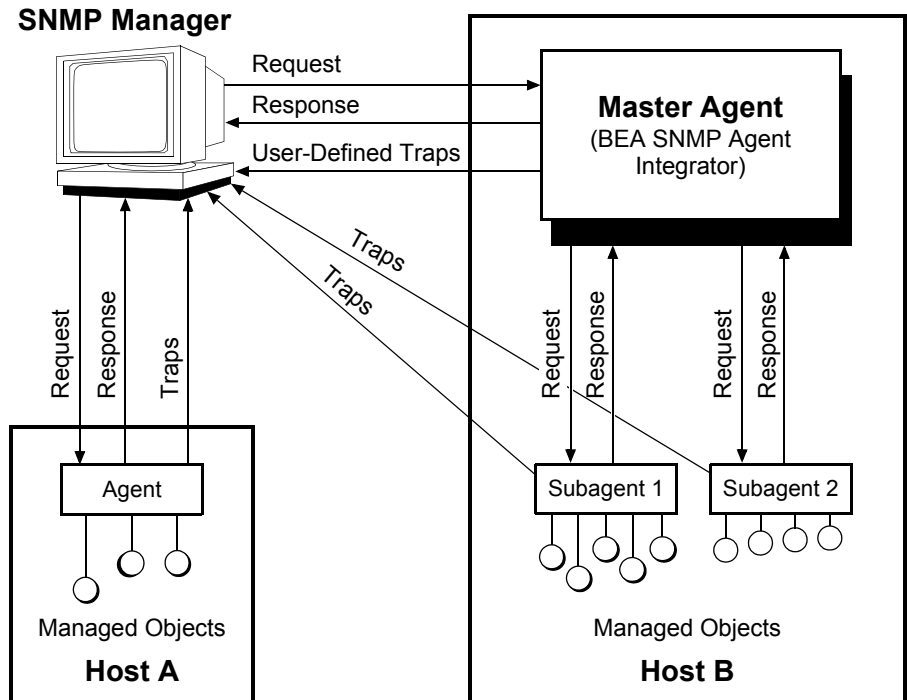 SNMP Manager
Request
Response
User-Defined Traps
Master Agent
(BEA SNMP Agent
Integrator)
Traps
Traps
Request
Response
Traps
Request
Response
Request
Response
Agent
Subagent 1
Subagent 2
Managed Objects
Host A
Managed Objects
Host B